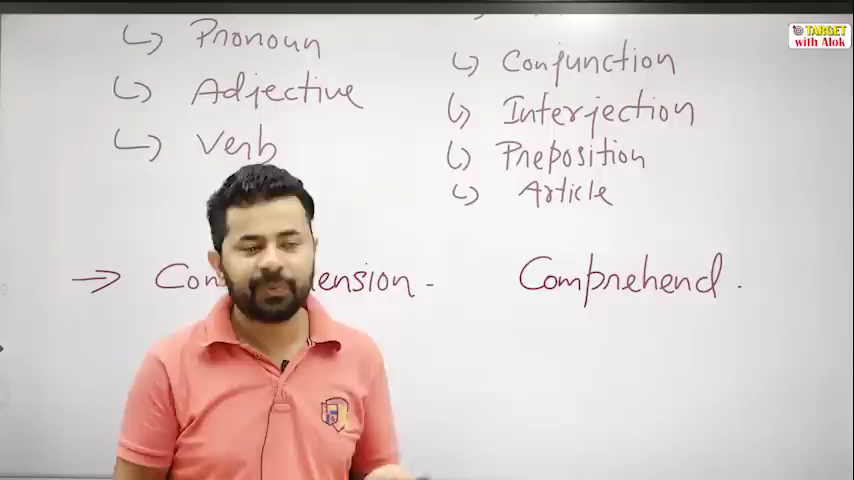 TARGET
with Alok
Pronoun
Conjunction
Adjective
Interjection
Verb
Preposition
Article
Comprehend.